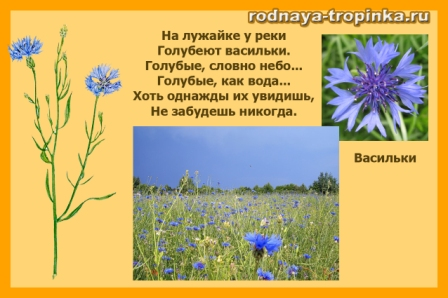 rodnaya-tropinka.ru
На лужайке у реки
Голубеют васильки.
Голубые, словно небо...
Голубые, как вода...
Хоть однажды их увидишь,
Не забудешь никогда.
Васильки